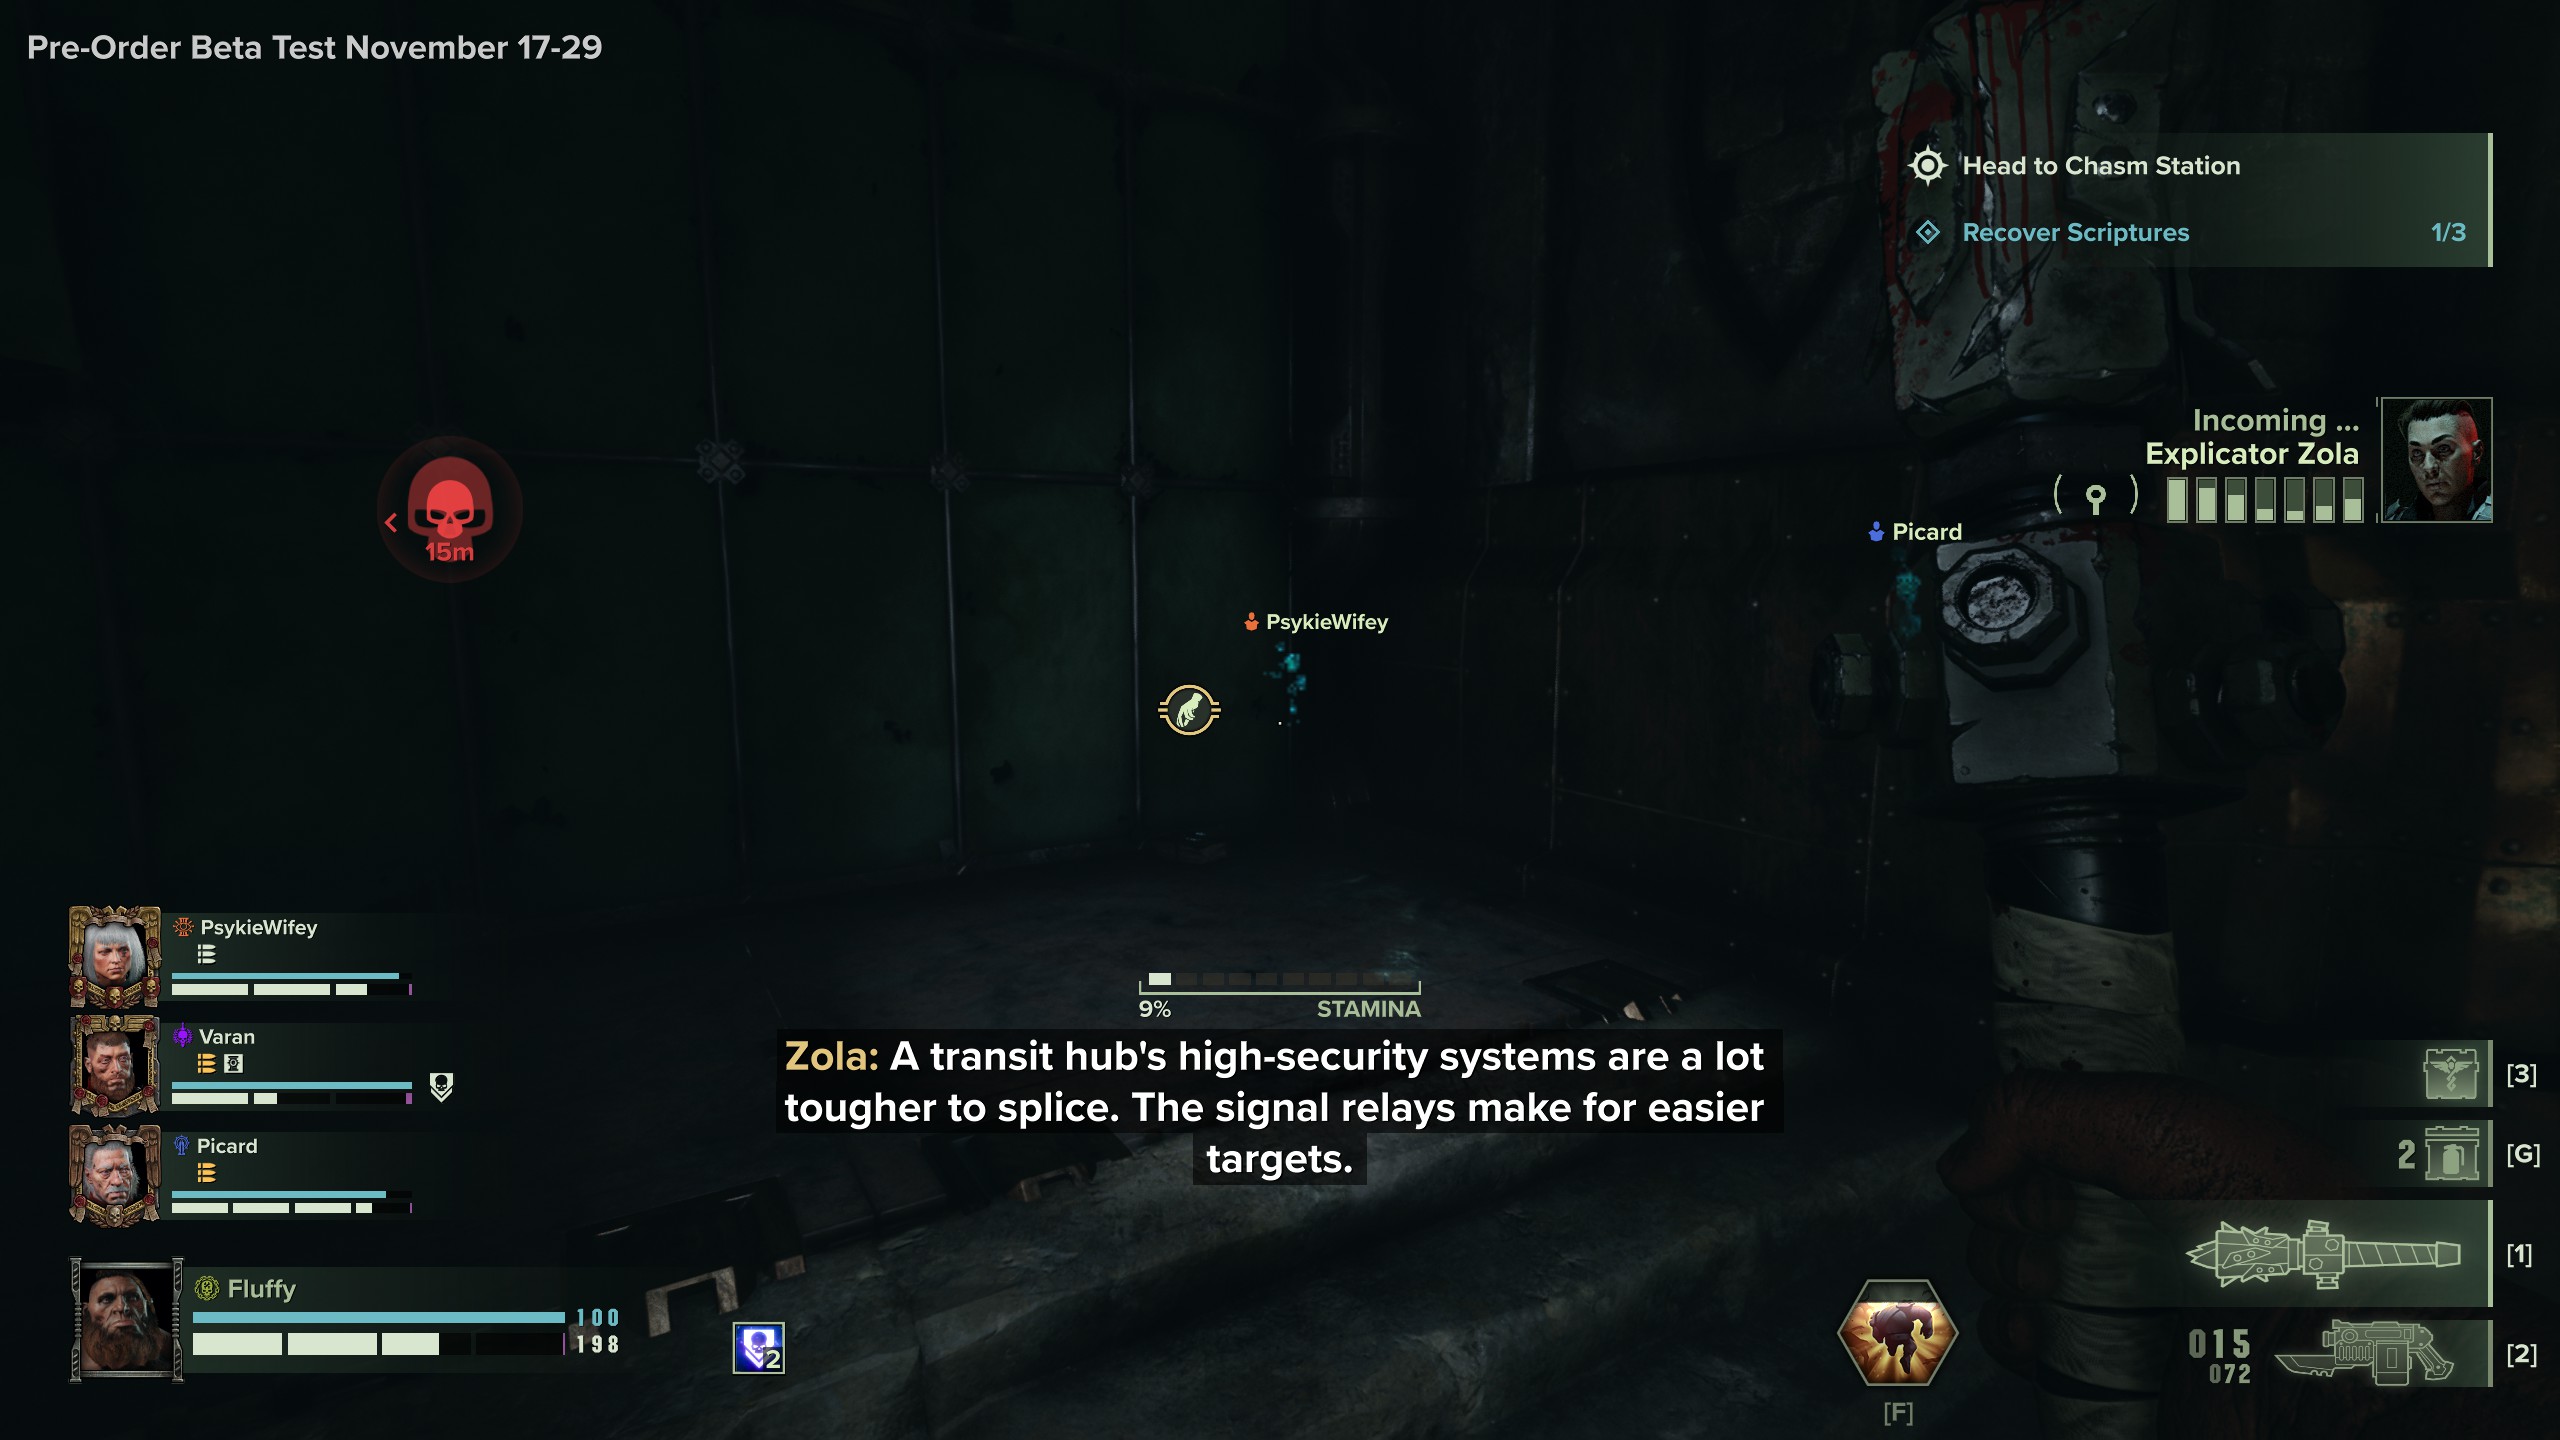 Pre-Order Beta Test November 17-29
Head to Chasm Station
Recover Scriptures 1/3
Incoming ...
Explicator Zola
Picard
15m
PsykieWifey
PsykieWifey
Varan
Picard
Fluffy
100
198
2
9% STAMINA
Zola: A transit hub's high-security systems are a lot
tougher to splice. The signal relays make for easier
targets.
[3]
2 [G]
[1]
015
072
[2]
[F]